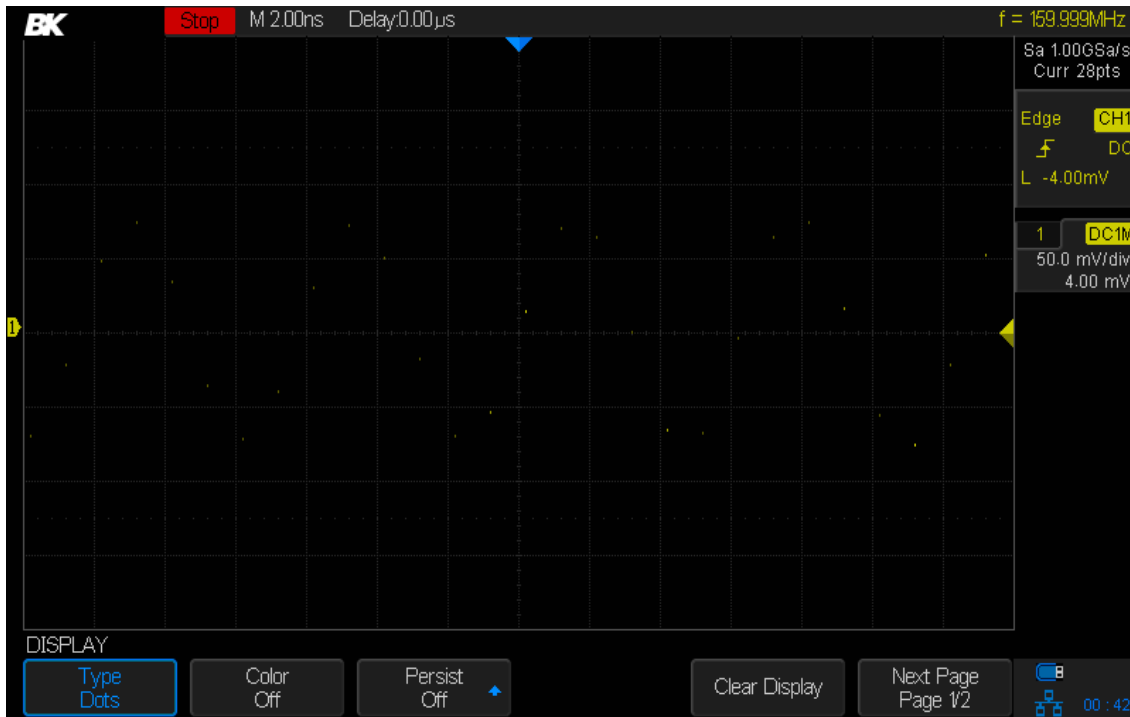 BK Stop M 2.00ns Delay:0.00µs f = 159.999MHz
Sa 1.00GSa/s
Curr 28pts
Edge CH1
DC
L -4.00mV
1 DC1M
50.0 mV/div
4.00 mV
1
DISPLAY
Type
Dots
Color
Off
Persist
Off
Clear Display
Next Page
Page 1/2
00 : 42